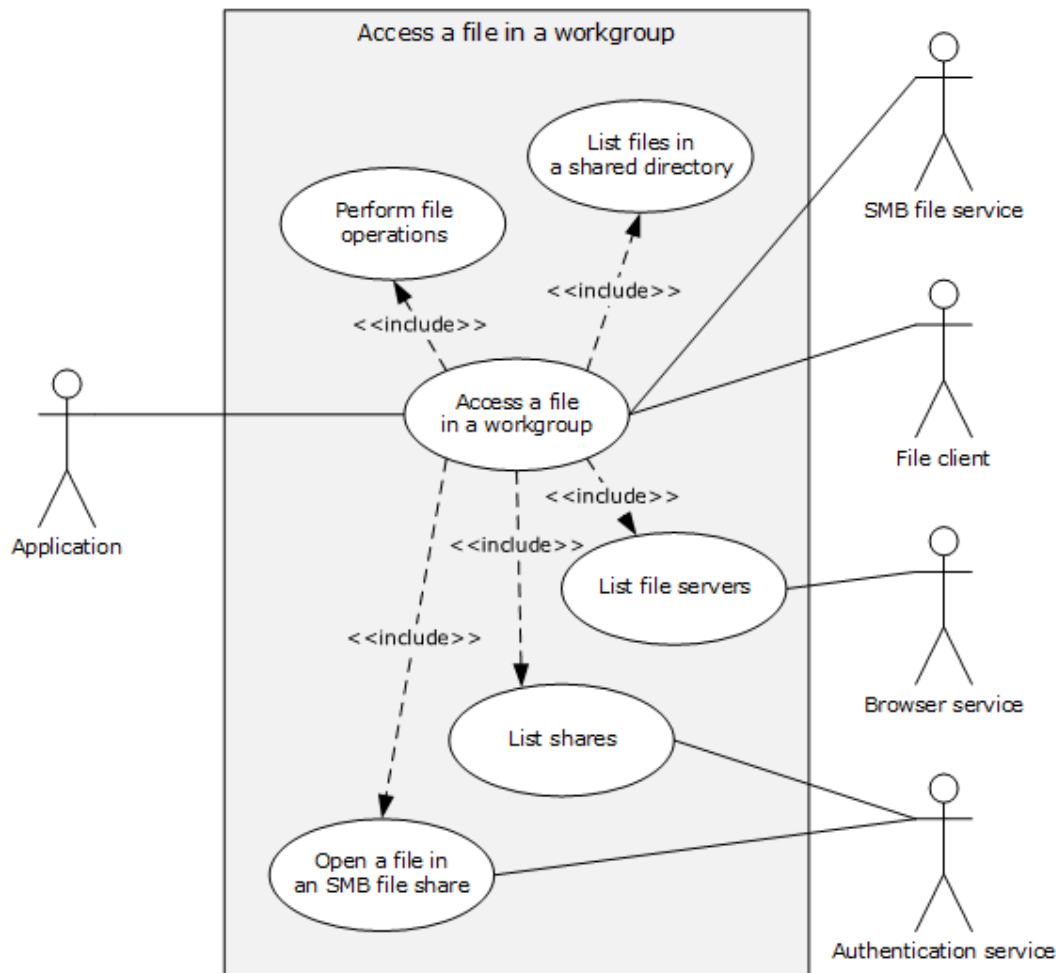 Access a file in a workgroup
List files in
a shared directory
SMB file service
Perform file
operations
<<include>>
<<include>>
Access a file
in a workgroup
File client
Application
<<include>>
<<include>>
List file servers
<<include>>
Browser service
List shares
Open a file in
an SMB file share
Authentication service